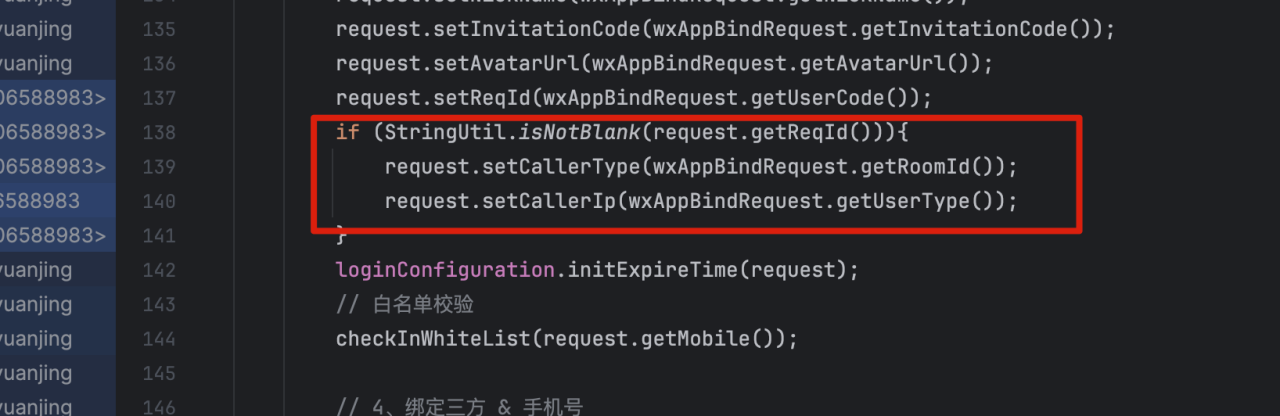 135 request.setInvitationCode(wxAppBindRequest.getInvitationCode());
yuanjing 136 request.setAvatarUrl(wxAppBindRequest.getAvatarUrl());
06588983> 137 request.setReqId(wxAppBindRequest.getUserCode());
06588983> 138 if (StringUtil.isNotBlank(request.getReqId())){
06588983> 139 request.setCallerType(wxAppBindRequest.getRoomId());
6588983 140 request.setCallerIp(wxAppBindRequest.getUserType());
06588983> 141 }
yuanjing 142 loginConfiguration.initExpireTime(request);
yuanjing 143 // 白名单校验
yuanjing 144 checkInWhiteList(request.getMobile());
yuanjing 145
yuanjing 146 // 4、绑定三方 & 手机号